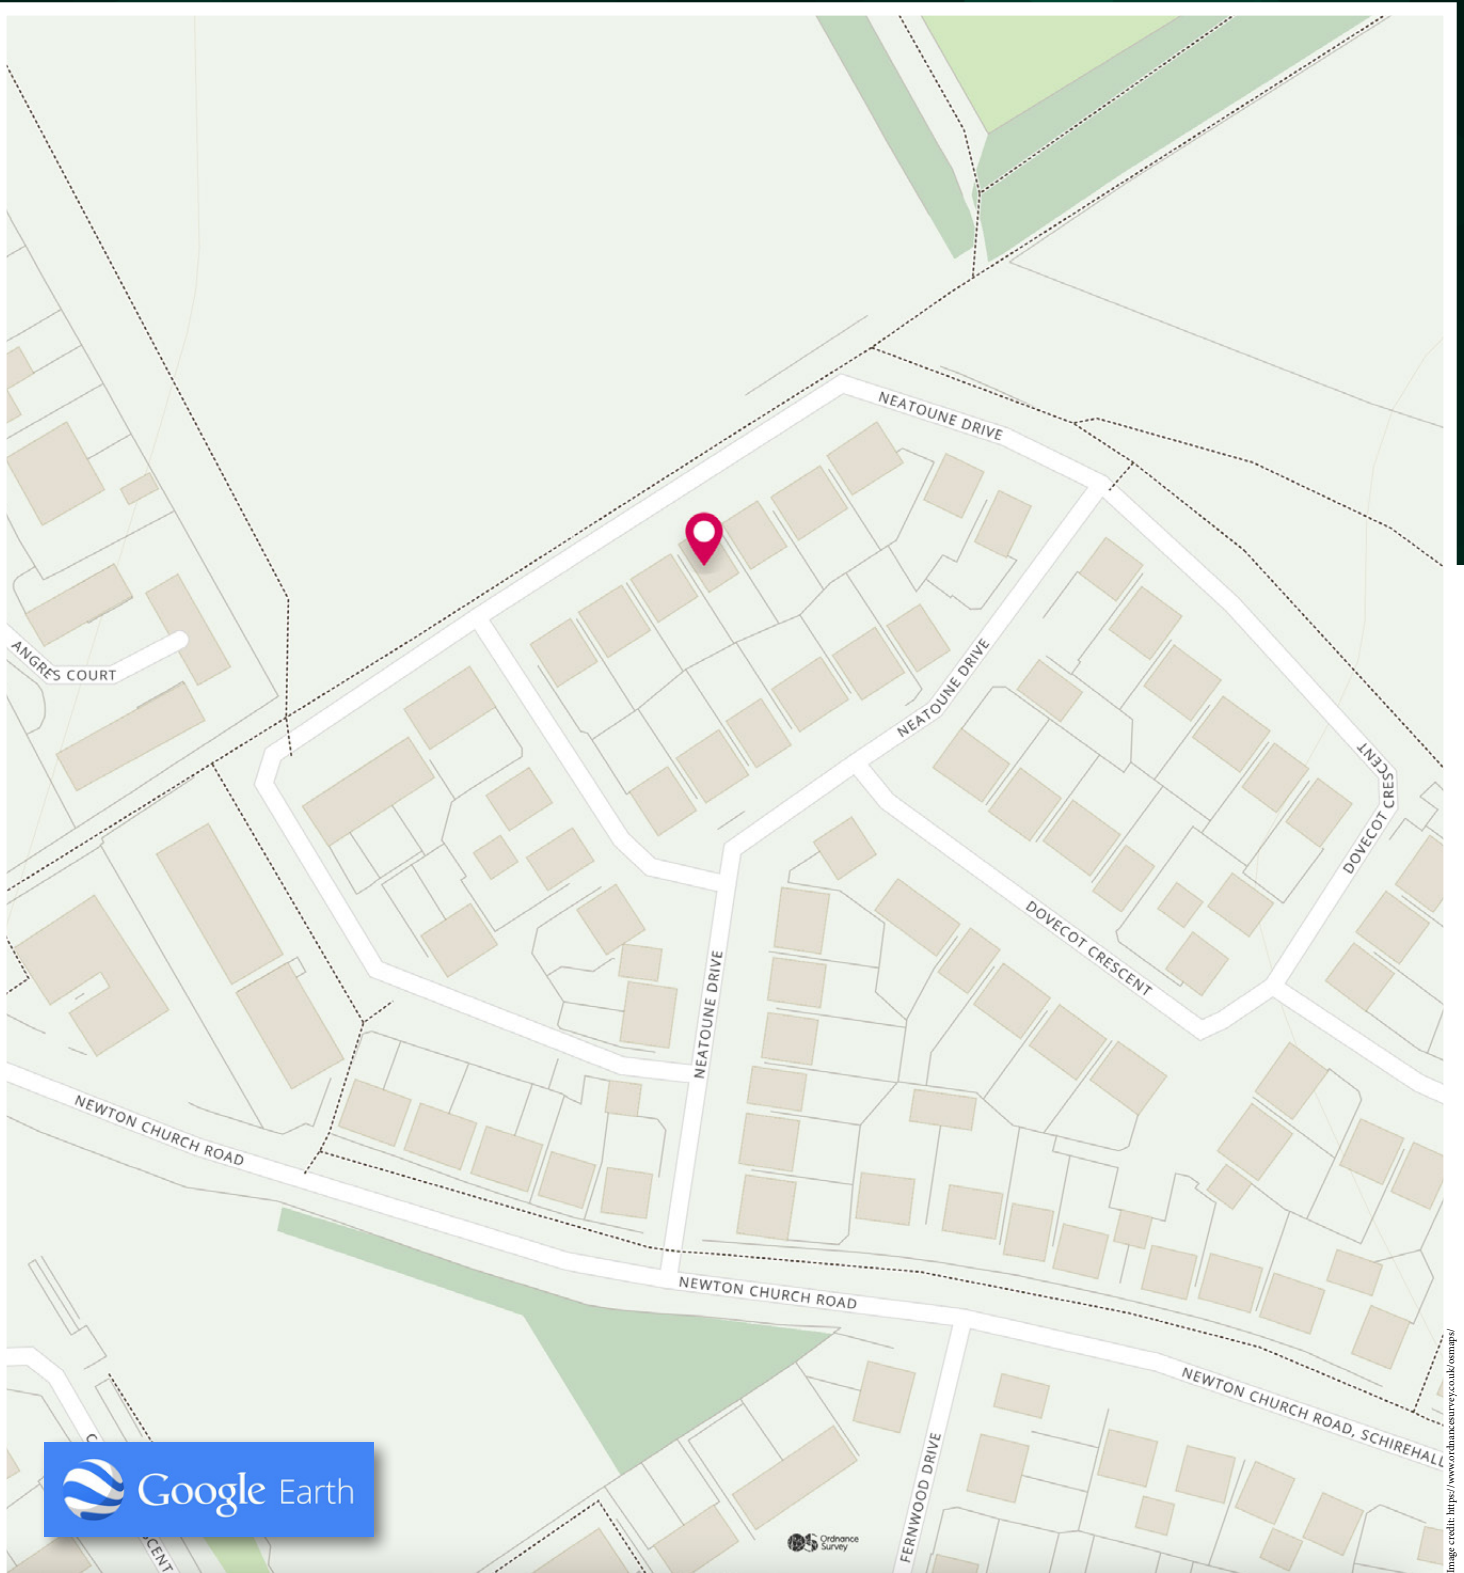 NEATOUNE DRIVE
ANGRES COURT
NEATOUNE DRIVE
DOVECOT CRESCENT
DOVECOT CRESCENT
NEATOUNE DRIVE
NEWTON CHURCH ROAD
NEWTON CHURCH ROAD
NEWTON CHURCH ROAD, SCHIREHALL
FERNWOOD DRIVE
C
CENT
Google Earth
Ordnance
Survey
Image credit: https://www.ordnancesurvey.co.uk/osmaps/